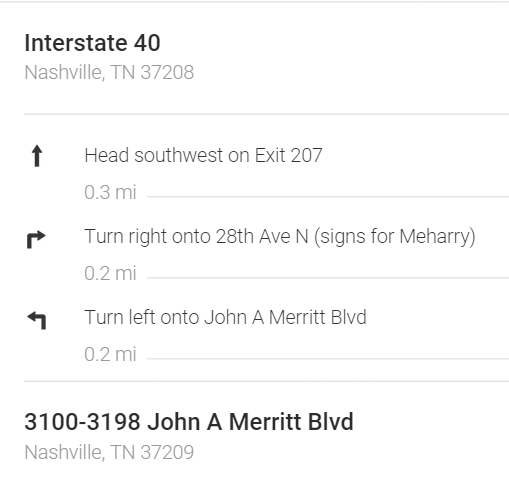 Interstate 40
Nashville, TN 37208
Head southwest on Exit 207
0.3 mi
Turn right onto 28th Ave N (signs for Meharry)
0.2 mi
Turn left onto John A Merritt Blvd
0.2 mi
3100-3198 John A Merritt Blvd
Nashville, TN 37209